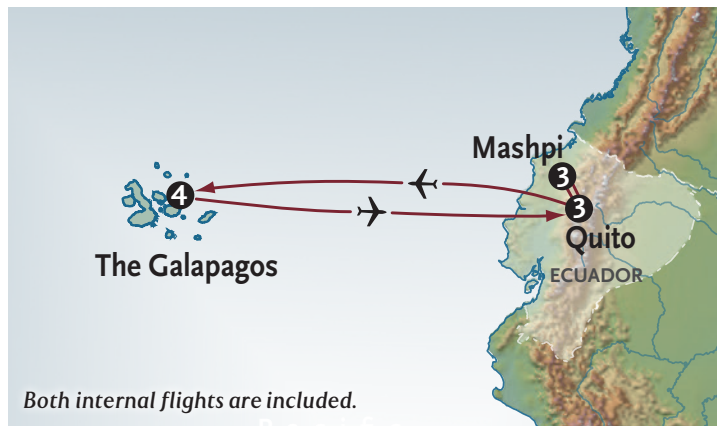 Mashpi
3
4
3
Quito
The Galapagos
ECUADOR
Both internal flights are included.